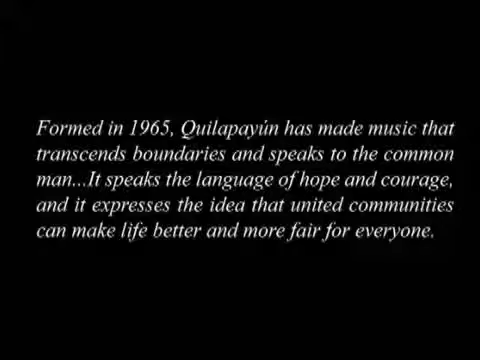 Formed in 1965, Quilapayún has made music that
transcends boundaries and speaks to the common
man...It speaks the language of hope and courage,
and it expresses the idea that united communities
can make life better and more fair for everyone.